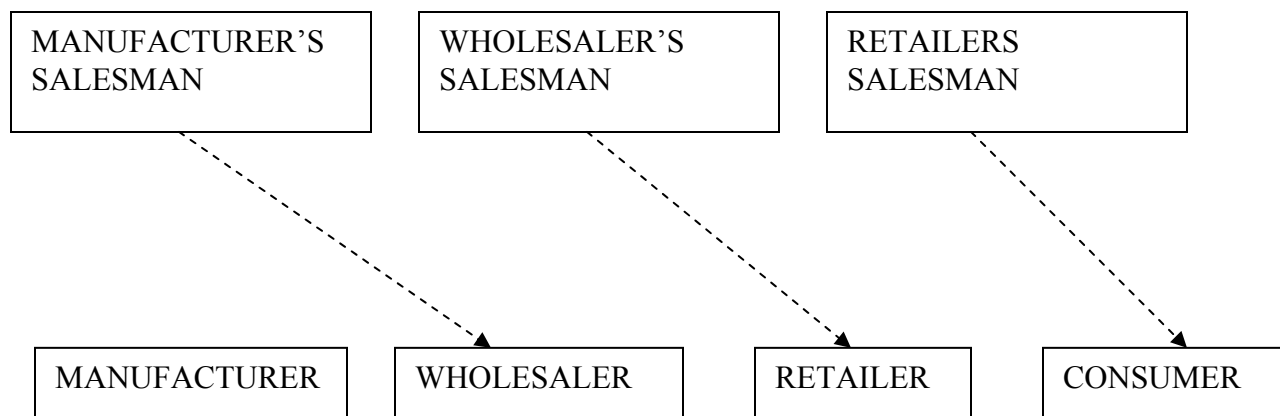 MANUFACTURER’S
SALESMAN
WHOLESALER’S
SALESMAN
RETAILERS
SALESMAN
MANUFACTURER
WHOLESALER
RETAILER
CONSUMER